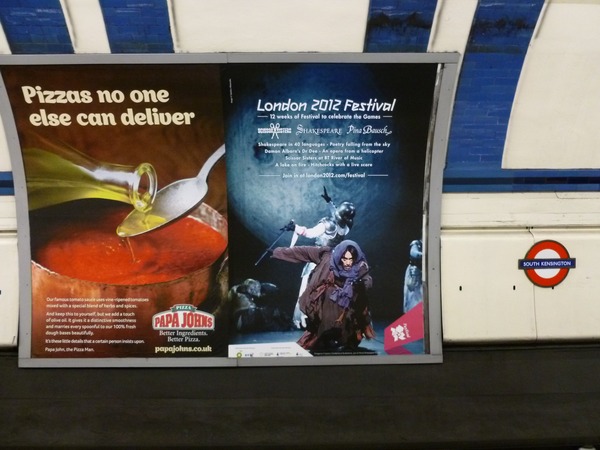 Pizzas no one
else can deliver
Our famous tomato sauce uses vine-ripened tomatoes
mixed with a special blend of herbs and spices.
And keep this to yourself, but we add a touch
of olive oil. It gives it a distinctive smoothness
and marries every spoonful to our 100% fresh
dough bases beautifully.
It's these little details that a certain person insists upon.
Papa John, the Pizza Man.
PIZZA
PAPA JOHNS
Better Ingredients.
Better Pizza.
papajohns.co.uk
London 2012 Festival
12 weeks of Festival to celebrate the Games
SHAKESPEARE Pina Bausch
Shakespeare in 40 languages • Poetry falling from the sky
Damon Albarn's Dr Dee • An opera from a helicopter
Scissor Sisters at BT River of Music
A lake on fire • Hitchcocks with a live score
Join in at london2012.com/festival
bp
SOUTH KENSINGTON